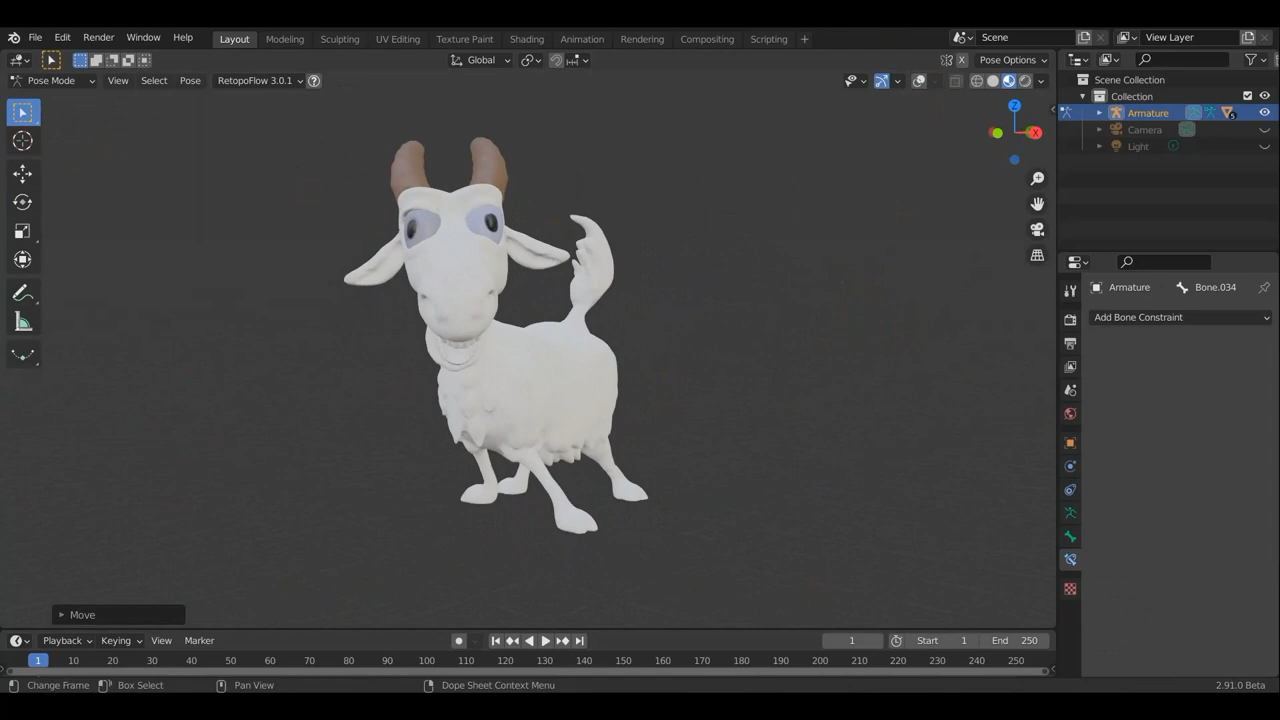 File Edit Render Window Help Layout Modeling Sculpting UV Editing Texture Paint Shading Animation Rendering Compositing Scripting + Scene View Layer
Global X Pose Options
Pose Mode View Select Pose RetopoFlow 3.0.1 ?
Scene Collection
Collection
Armature 5
Camera
Light
Z
X
Armature Bone.034
Add Bone Constraint
Move
Playback Keying View Marker 1 Start 1 End 250
1 10 20 30 40 50 60 70 80 90 100 110 120 130 140 150 160 170 180 190 200 210 220 230 240 250
Change Frame Box Select Pan View Dope Sheet Context Menu 2.91.0 Beta